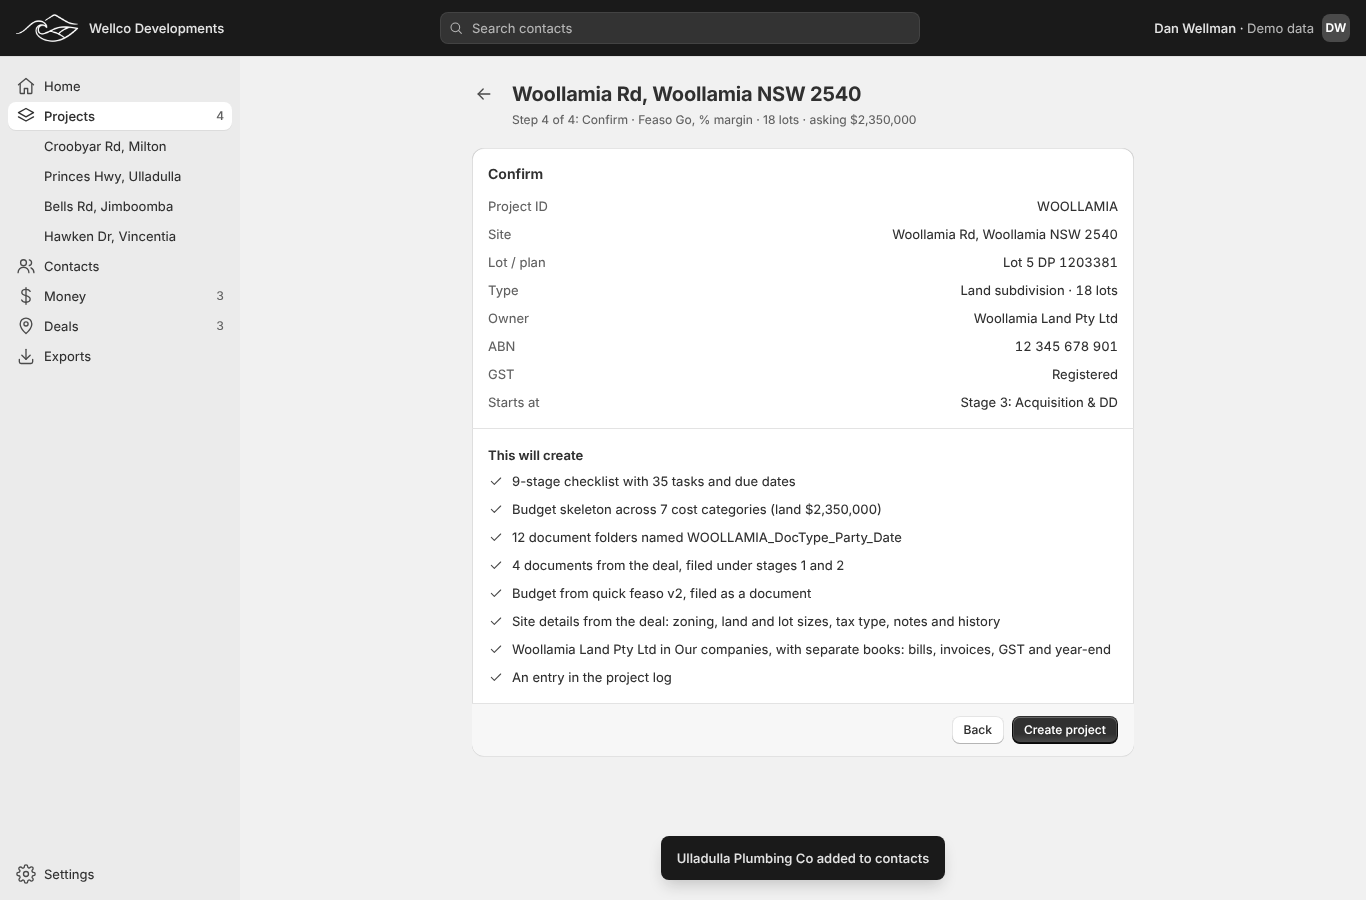 Wellco Developments
Search contacts
Dan Wellman · Demo data
DW
Home
Projects 4
Croobyar Rd, Milton
Princes Hwy, Ulladulla
Bells Rd, Jimboomba
Hawken Dr, Vincentia
Contacts
Money 3
Deals 3
Exports
Settings
Woollamia Rd, Woollamia NSW 2540
Step 4 of 4: Confirm · Feaso Go, % margin · 18 lots · asking $2,350,000
Confirm
Project ID WOOLLAMIA
Site Woollamia Rd, Woollamia NSW 2540
Lot / plan Lot 5 DP 1203381
Type Land subdivision · 18 lots
Owner Woollamia Land Pty Ltd
ABN 12 345 678 901
GST Registered
Starts at Stage 3: Acquisition & DD
This will create
9-stage checklist with 35 tasks and due dates
Budget skeleton across 7 cost categories (land $2,350,000)
12 document folders named WOOLLAMIA_DocType_Party_Date
4 documents from the deal, filed under stages 1 and 2
Budget from quick feaso v2, filed as a document
Site details from the deal: zoning, land and lot sizes, tax type, notes and history
Woollamia Land Pty Ltd in Our companies, with separate books: bills, invoices, GST and year-end
An entry in the project log
Back
Create project
Ulladulla Plumbing Co added to contacts